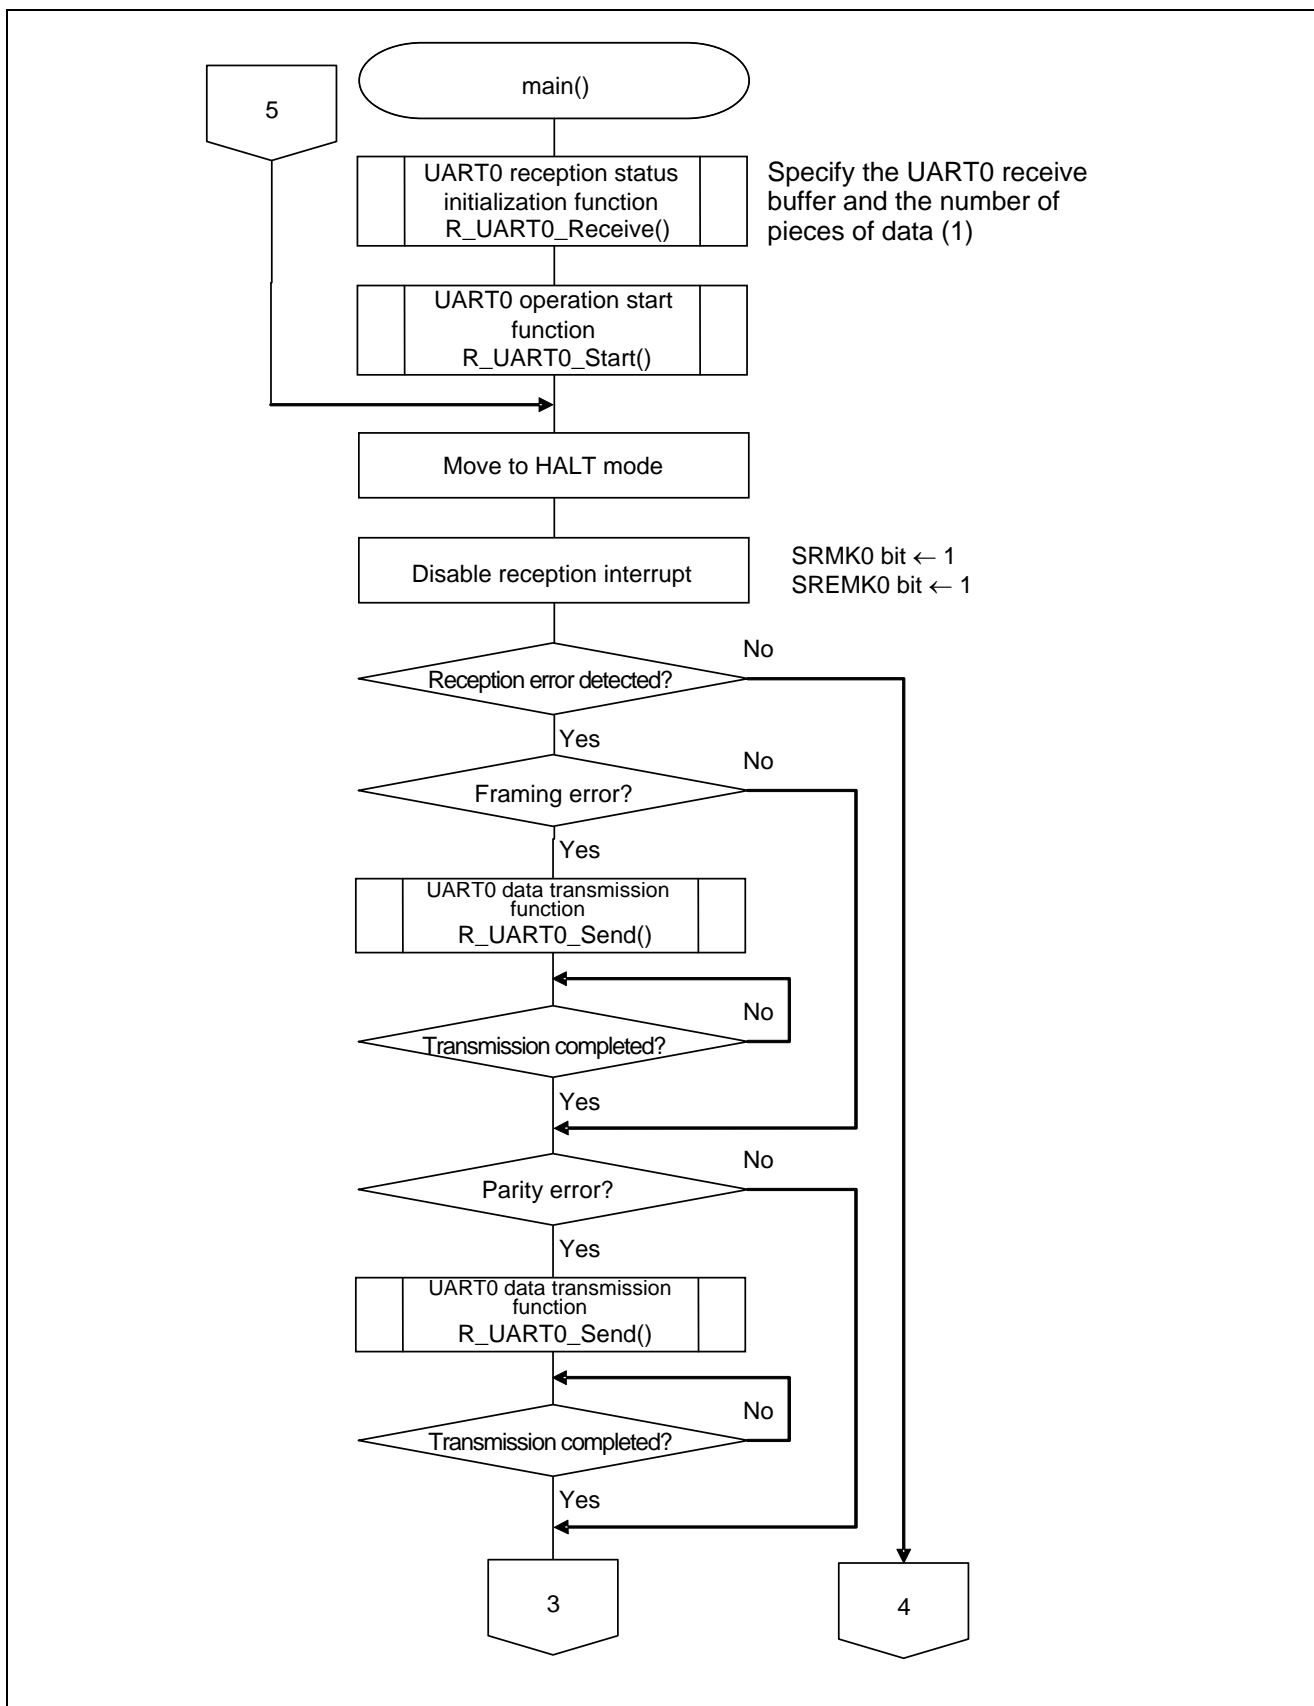 5
main()
UART0 reception status
initialization function
R_UART0_Receive()
Specify the UART0 receive
buffer and the number of
pieces of data (1)
UART0 operation start
function
R_UART0_Start()
Move to HALT mode
Disable reception interrupt
SRMK0 bit ← 1
SREMK0 bit ← 1
No
Reception error detected?
Yes
No
Framing error?
Yes
UART0 data transmission
function
R_UART0_Send()
No
Transmission completed?
Yes
No
Parity error?
Yes
UART0 data transmission
function
R_UART0_Send()
No
Transmission completed?
Yes
3
4